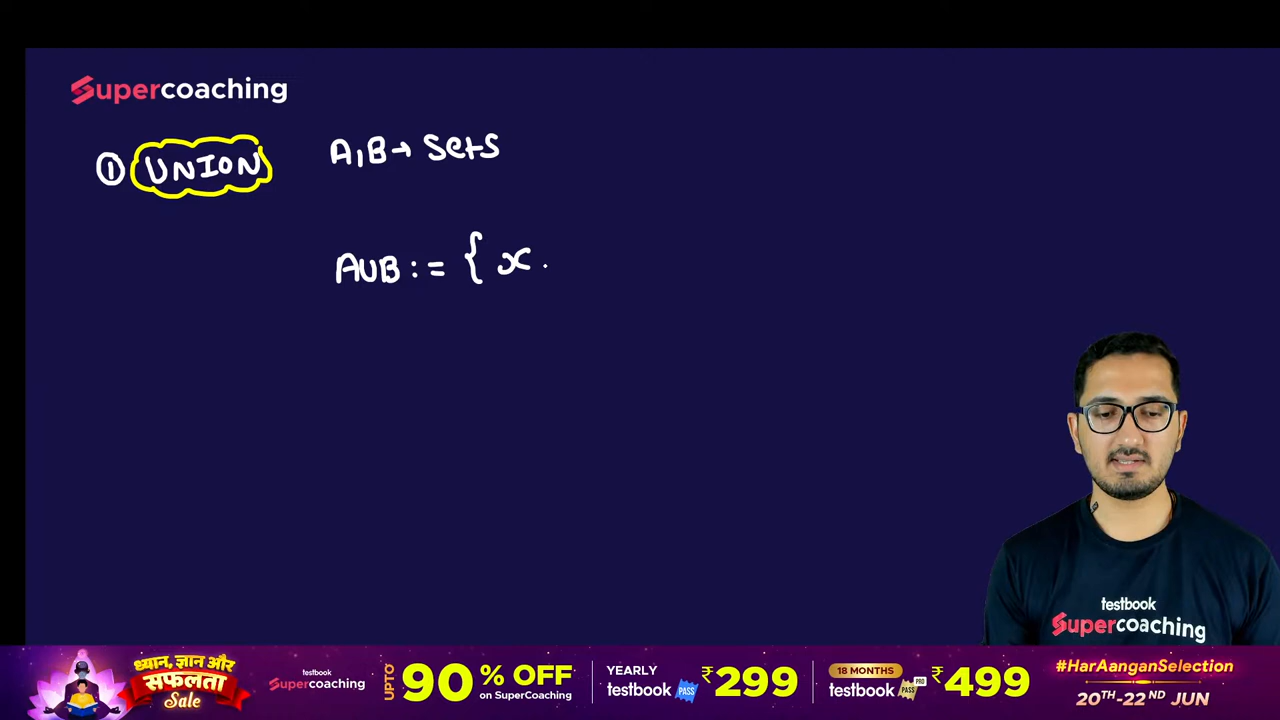 Supercoaching
① UNION A,B→ Sets
A∪B := { x .
testbook
Supercoaching
ध्यान, ज्ञान और
सफलता
Sale
testbook
Supercoaching
UPTO 90 % OFF
on SuperCoaching
YEARLY
testbook PASS ₹299
18 MONTHS
testbook PASS PRO ₹499
#HarAanganSelection
20TH-22ND JUN